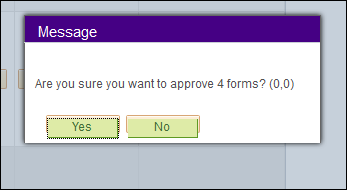 Message
Are you sure you want to approve 4 forms? (0,0)
Yes No